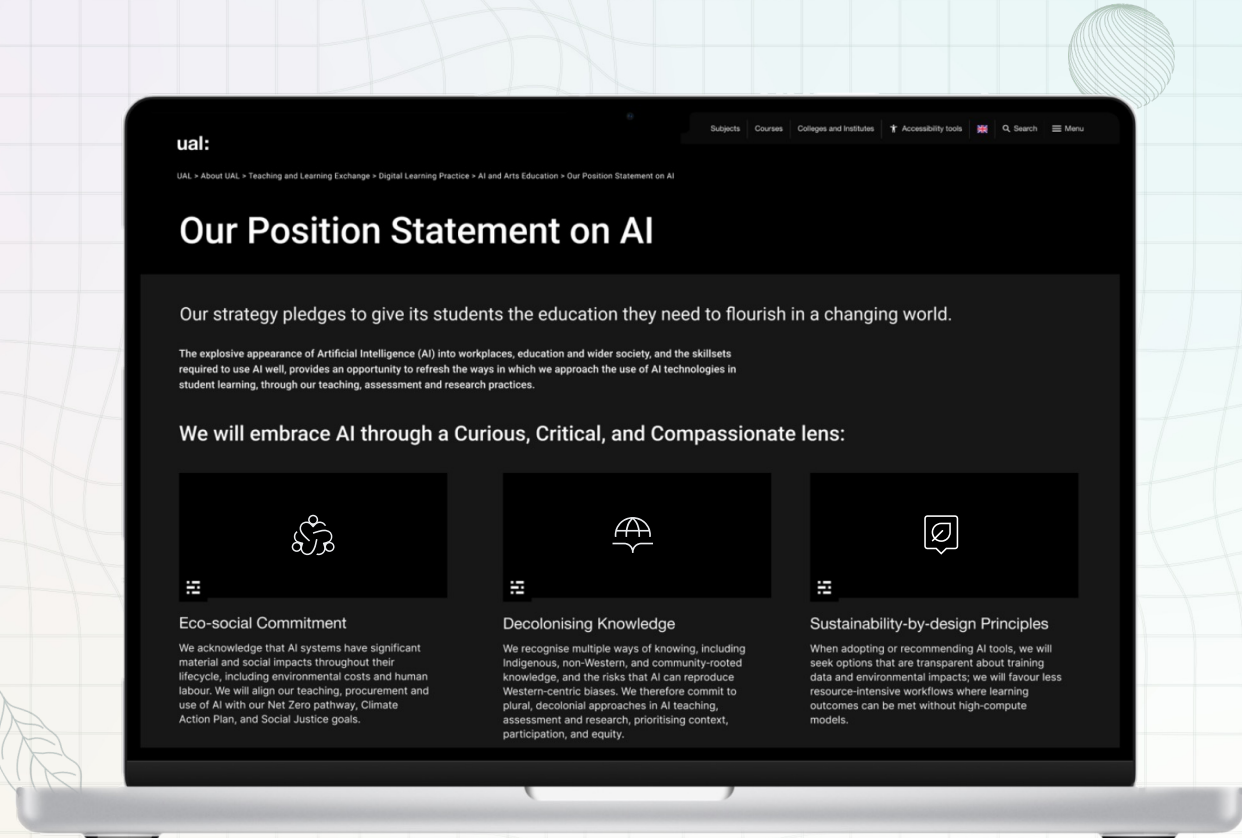 ual:
Subjects
Courses
Colleges and Institutes
Accessibility tools
Search
Menu
UAL > About UAL > Teaching and Learning Exchange > Digital Learning Practice > AI and Arts Education > Our Position Statement on AI
Our Position Statement on AI
Our strategy pledges to give its students the education they need to flourish in a changing world.
The explosive appearance of Artificial Intelligence (AI) into workplaces, education and wider society, and the skillsets
required to use AI well, provides an opportunity to refresh the ways in which we approach the use of AI technologies in
student learning, through our teaching, assessment and research practices.
We will embrace AI through a Curious, Critical, and Compassionate lens:
Eco-social Commitment
We acknowledge that AI systems have significant
material and social impacts throughout their
lifecycle, including environmental costs and human
labour. We will align our teaching, procurement and
use of AI with our Net Zero pathway, Climate
Action Plan, and Social Justice goals.
Decolonising Knowledge
We recognise multiple ways of knowing, including
Indigenous, non-Western, and community-rooted
knowledge, and the risks that AI can reproduce
Western-centric biases. We therefore commit to
plural, decolonial approaches in AI teaching,
assessment and research, prioritising context,
participation, and equity.
Sustainability-by-design Principles
When adopting or recommending AI tools, we will
seek options that are transparent about training
data and environmental impacts; we will favour less
resource-intensive workflows where learning
outcomes can be met without high-compute
models.